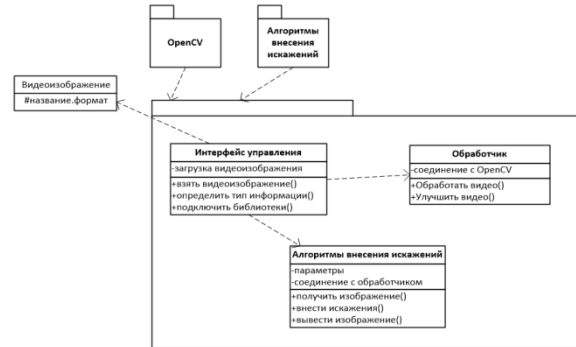 OpenCV
Алгоритмы
внесения
искажений
Видеоизображение
#название.формат
Интерфейс управления
-загрузка видеоизображения
+взять видеоизображение()
+определить тип информации()
+подключить библиотеки()
Обработчик
-соединение с OpenCV
+Обработать видео()
+Улучшить видео()
Алгоритмы внесения искажений
-параметры
-соединение с обработчиком
+получить изображение()
+внести искажения()
+вывести изображение()